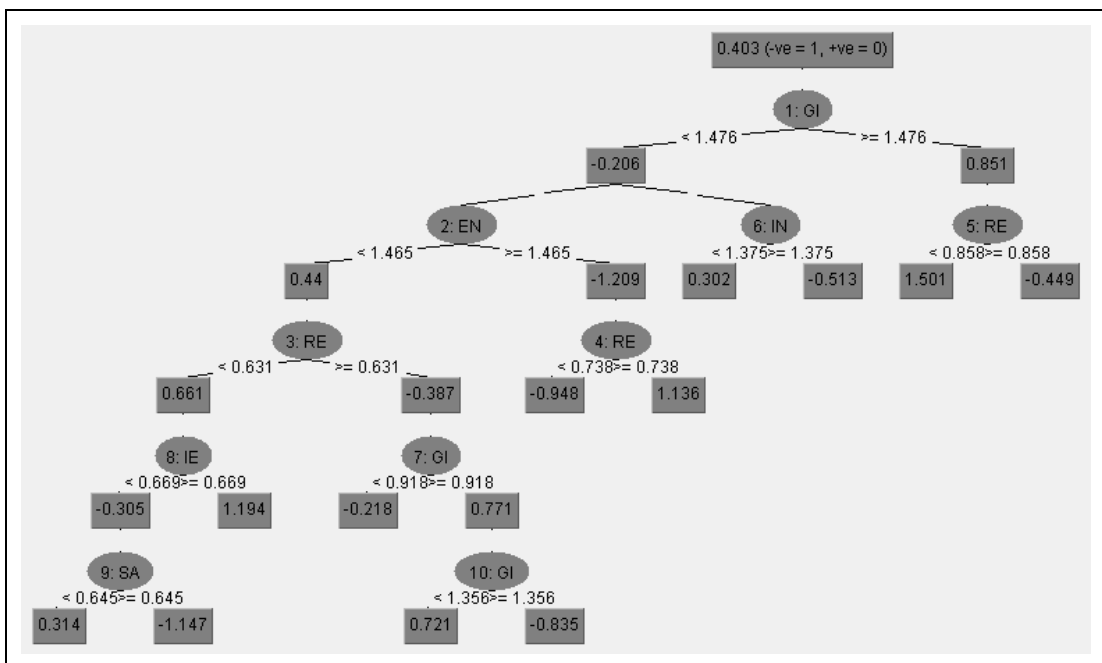 0.403 (-ve = 1, +ve = 0)
1: GI
< 1.476 >= 1.476
-0.206 0.851
2: EN 6: IN 5: RE
< 1.465 >= 1.465 < 1.375>= 1.375 < 0.858>= 0.858
0.44 -1.209 0.302 -0.513 1.501 -0.449
3: RE 4: RE
< 0.631 >= 0.631 < 0.738>= 0.738
0.661 -0.387 -0.948 1.136
8: IE 7: GI
< 0.669>= 0.669 < 0.918>= 0.918
-0.305 1.194 -0.218 0.771
9: SA 10: GI
< 0.645>= 0.645 < 1.356>= 1.356
0.314 -1.147 0.721 -0.835